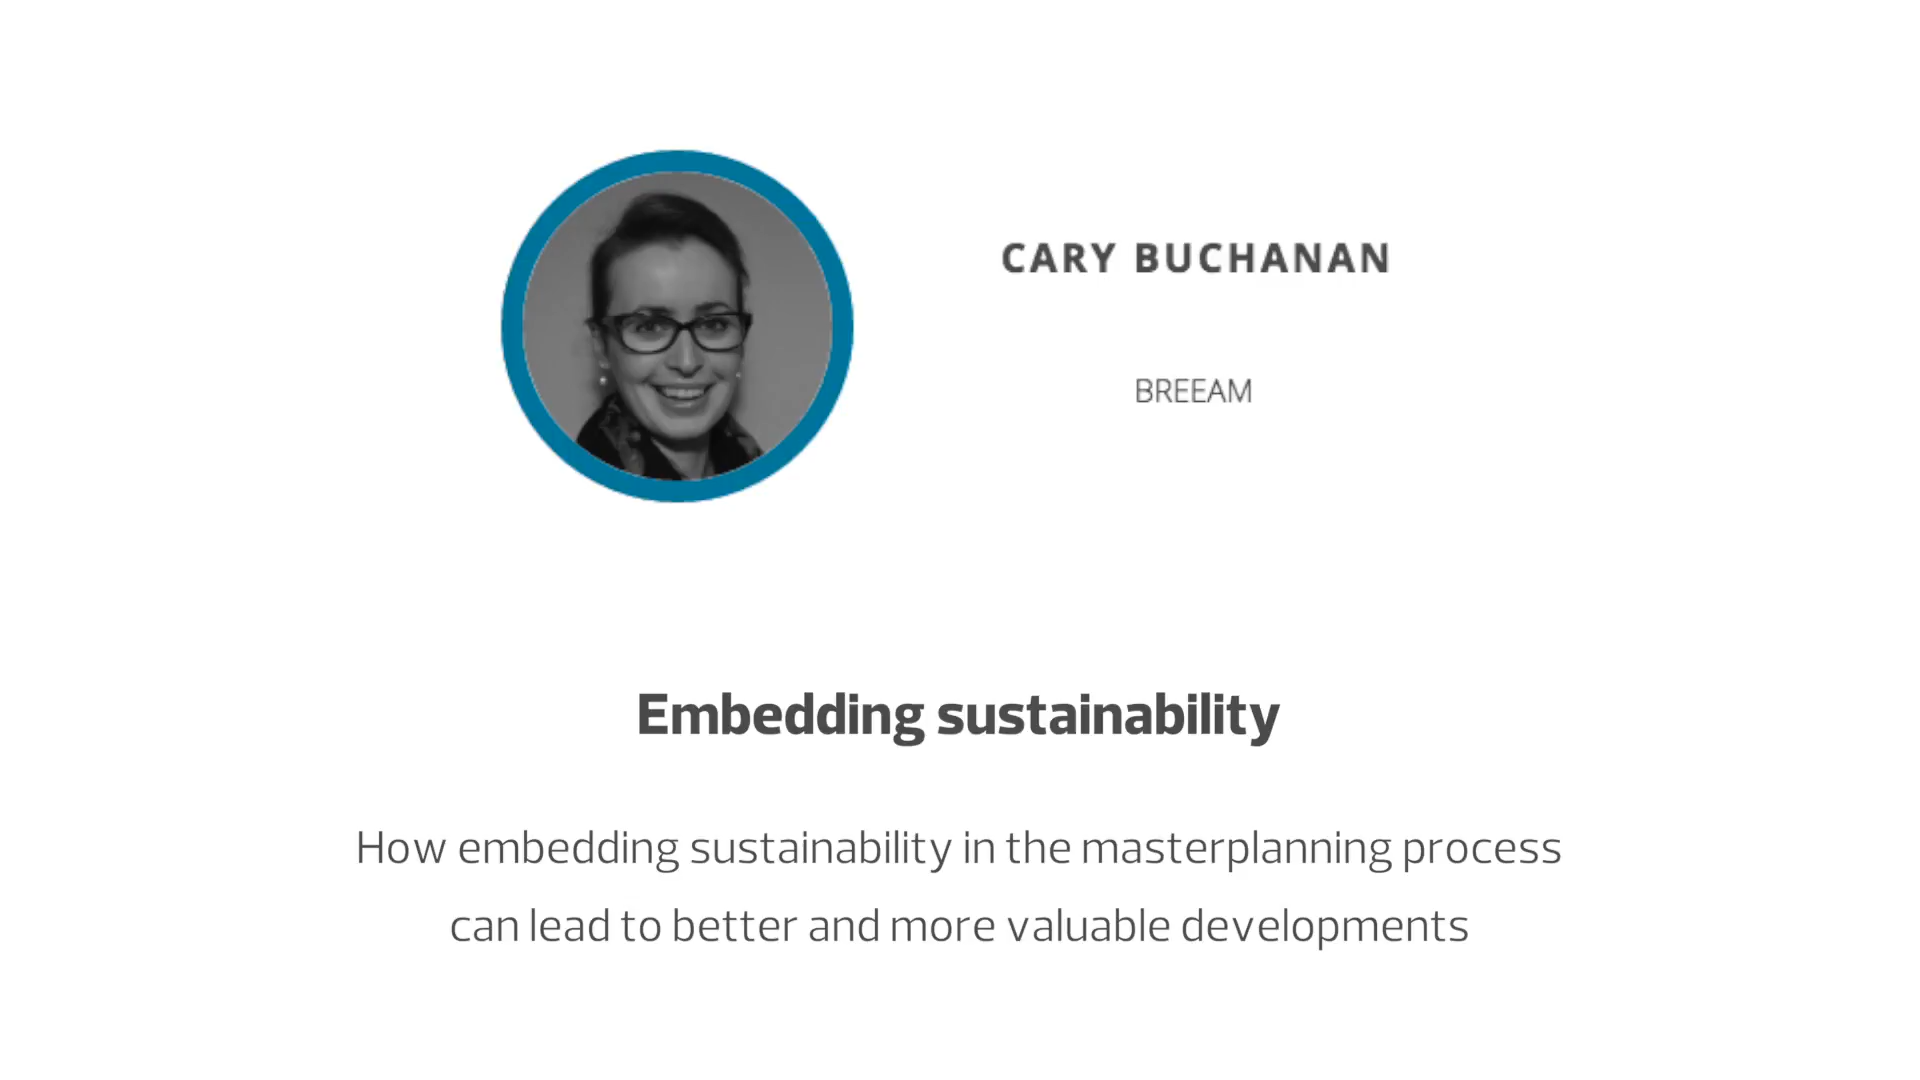 CARY BUCHANAN
BREEAM
Embedding sustainability
How embedding sustainability in the masterplanning process
can lead to better and more valuable developments